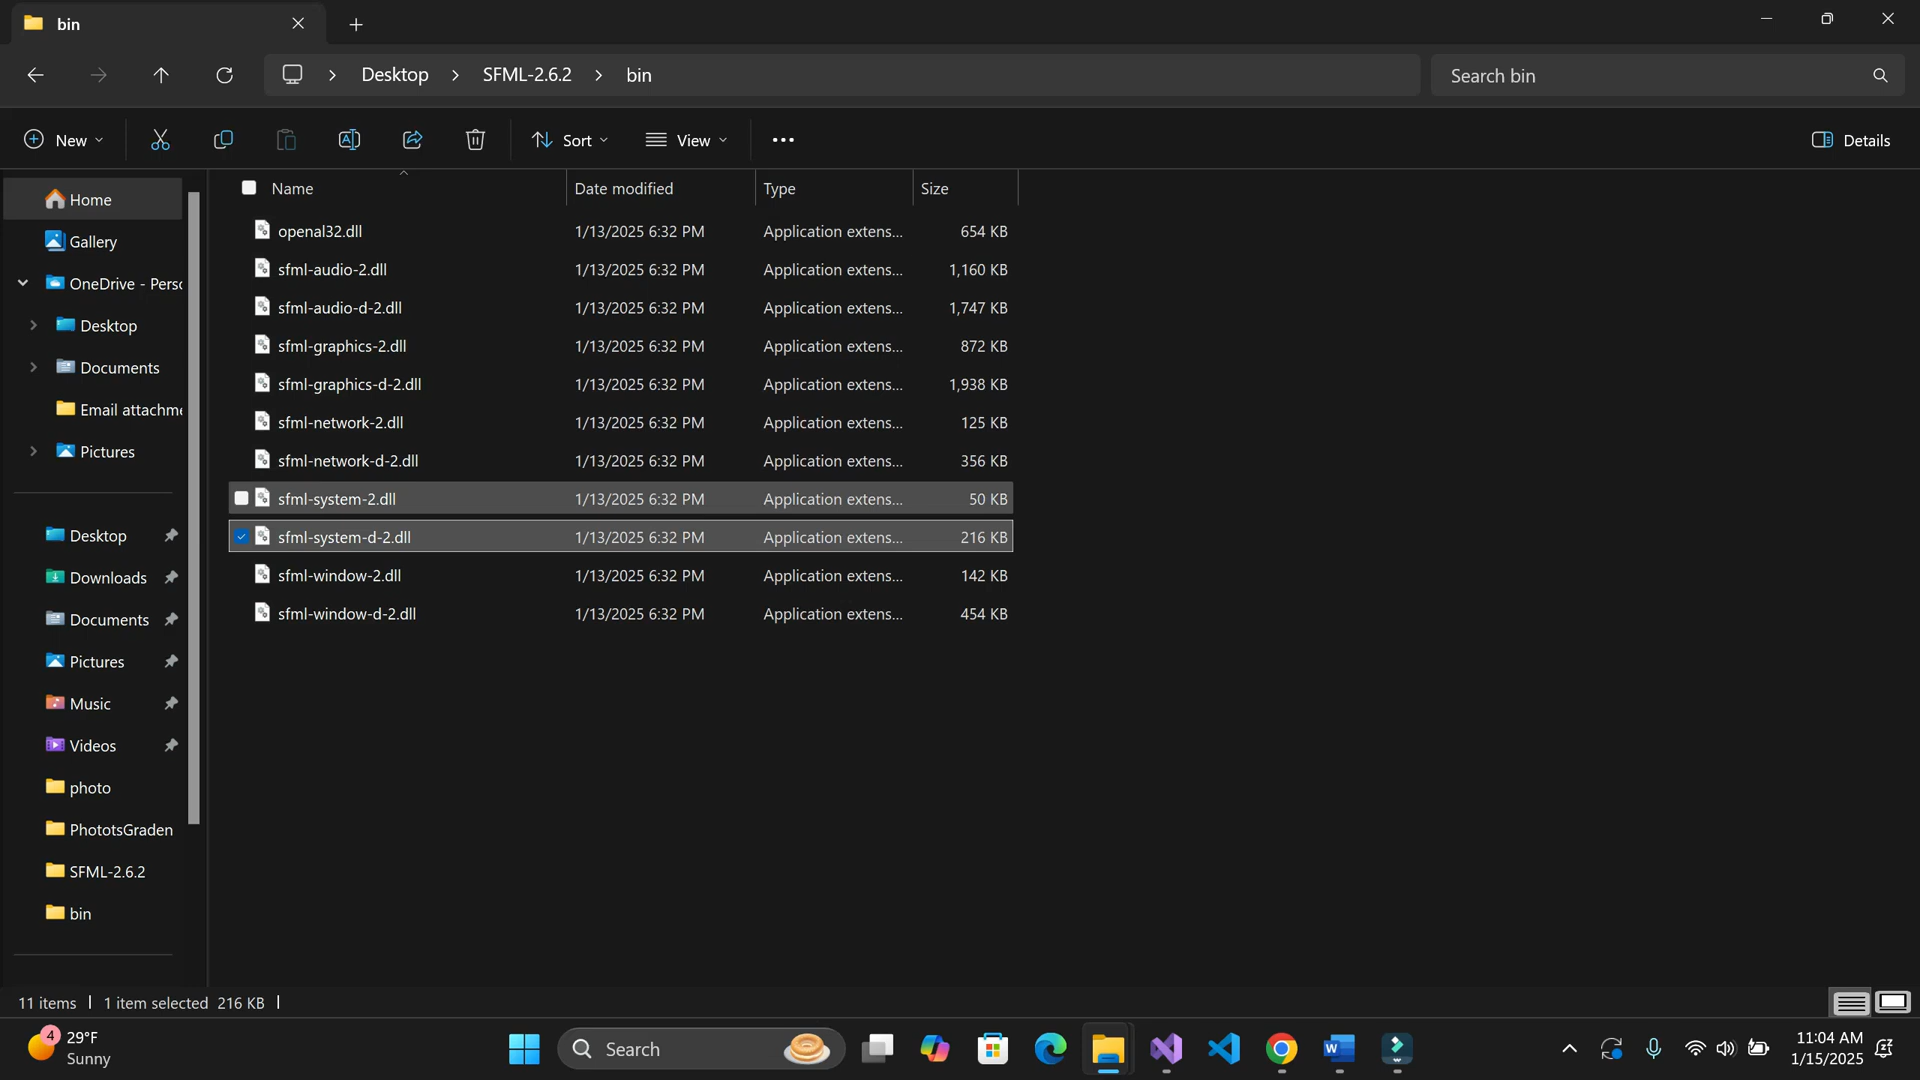 bin
Desktop > SFML-2.6.2 > bin
Search bin
New
Sort
View
Details
Name Date modified Type Size
openal32.dll 1/13/2025 6:32 PM Application extens... 654 KB
sfml-audio-2.dll 1/13/2025 6:32 PM Application extens... 1,160 KB
sfml-audio-d-2.dll 1/13/2025 6:32 PM Application extens... 1,747 KB
sfml-graphics-2.dll 1/13/2025 6:32 PM Application extens... 872 KB
sfml-graphics-d-2.dll 1/13/2025 6:32 PM Application extens... 1,938 KB
sfml-network-2.dll 1/13/2025 6:32 PM Application extens... 125 KB
sfml-network-d-2.dll 1/13/2025 6:32 PM Application extens... 356 KB
sfml-system-2.dll 1/13/2025 6:32 PM Application extens... 50 KB
sfml-system-d-2.dll 1/13/2025 6:32 PM Application extens... 216 KB
sfml-window-2.dll 1/13/2025 6:32 PM Application extens... 142 KB
sfml-window-d-2.dll 1/13/2025 6:32 PM Application extens... 454 KB
Home
Gallery
OneDrive - Perso
Desktop
Documents
Email attachme
Pictures
Desktop
Downloads
Documents
Pictures
Music
Videos
photo
PhototsGraden
SFML-2.6.2
bin
11 items | 1 item selected 216 KB |
4
29°F
Sunny
Search
11:04 AM
1/15/2025